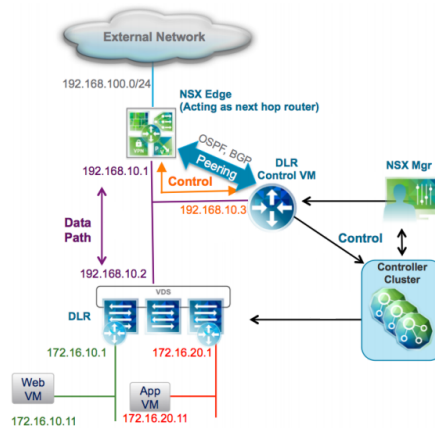 External Network
192.168.100.0/24
NSX Edge
(Acting as next hop router)
OSPF, BGP
Peering
DLR
Control VM
NSX Mgr
192.168.10.1
Control
192.168.10.3
Data
Path
Control
Controller
Cluster
192.168.10.2
VDS
DLR
172.16.10.1
172.16.20.1
Web
VM
App
VM
172.16.10.11
172.16.20.11